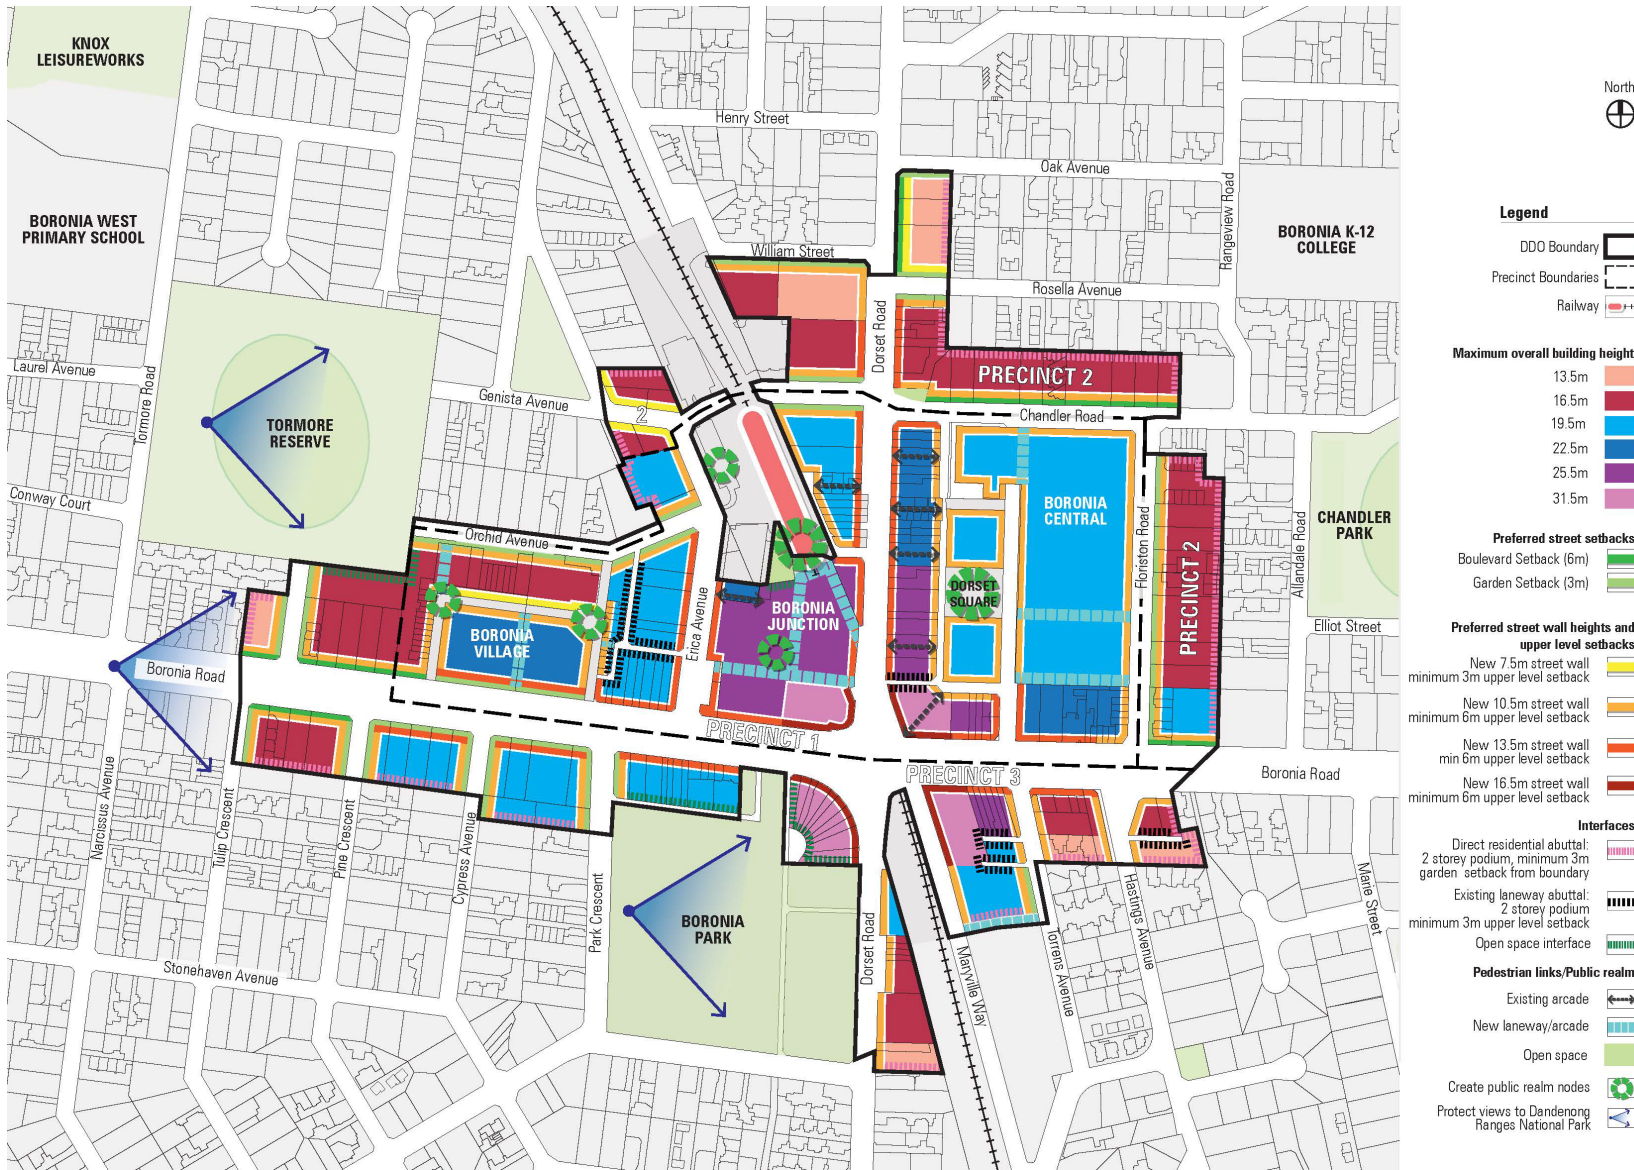 KNOX
LEISUREWORKS
BORONIA WEST
PRIMARY SCHOOL
Henry Street
Oak Avenue
William Street
Rangeview Road
BORONIA K-12
COLLEGE
Rosella Avenue
Dorset Road
Laurel Avenue
Tormore Road
TORMORE
RESERVE
Genista Avenue
2
PRECINCT 2
Chandler Road
Conway Court
Orchid Avenue
BORONIA
CENTRAL
Floriston Road
PRECINCT 2
Allandale Road
CHANDLER
PARK
DORSET
SQUARE
Elliot Street
BORONIA
JUNCTION
BORONIA
VILLAGE
Erica Avenue
Boronia Road
PRECINCT 1
PRECINCT 3
Boronia Road
Narcissus Avenue
Tulip Crescent
Pine Crescent
Cypress Avenue
Park Crescent
BORONIA
PARK
Dorset Road
Maryville Way
Torrens Avenue
Hastings Avenue
Marie Street
Stonehaven Avenue
North
Legend
DDO Boundary
Precinct Boundaries
Railway
Maximum overall building height
13.5m
16.5m
19.5m
22.5m
25.5m
31.5m
Preferred street setbacks
Boulevard Setback (6m)
Garden Setback (3m)
Preferred street wall heights and
upper level setbacks
New 7.5m street wall
minimum 3m upper level setback
New 10.5m street wall
minimum 6m upper level setback
New 13.5m street wall
min 6m upper level setback
New 16.5m street wall
minimum 6m upper level setback
Interfaces
Direct residential abuttal:
2 storey podium, minimum 3m
garden setback from boundary
Existing laneway abuttal:
2 storey podium
minimum 3m upper level setback
Open space interface
Pedestrian links/Public realm
Existing arcade
New laneway/arcade
Open space
Create public realm nodes
Protect views to Dandenong
Ranges National Park